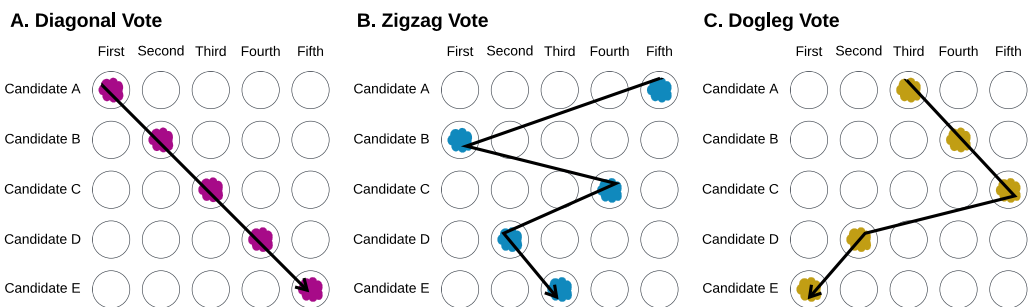 A. Diagonal Vote
First Second Third Fourth Fifth
Candidate A
Candidate B
Candidate C
Candidate D
Candidate E
B. Zigzag Vote
First Second Third Fourth Fifth
Candidate A
Candidate B
Candidate C
Candidate D
Candidate E
C. Dogleg Vote
First Second Third Fourth Fifth
Candidate A
Candidate B
Candidate C
Candidate D
Candidate E